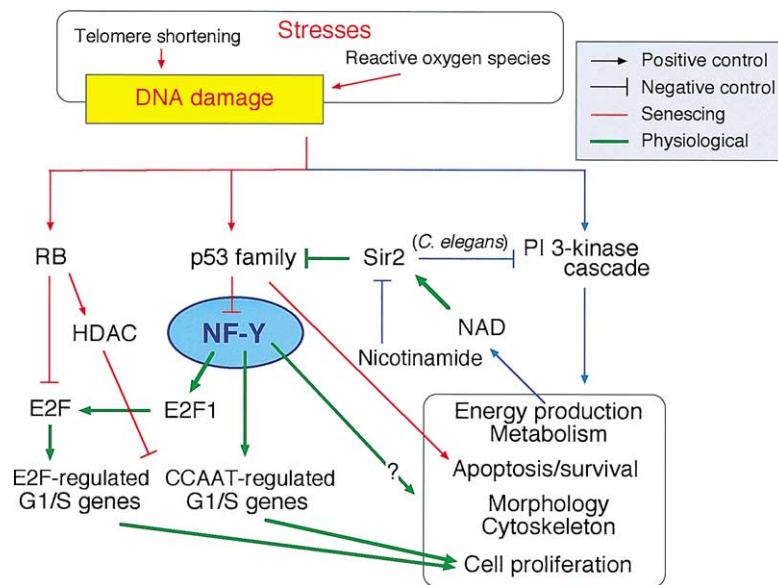 Stresses
Telomere shortening
Reactive oxygen species
DNA damage
Positive control
Negative control
Senescing
Physiological
RB
p53 family
Sir2
(C. elegans)
PI 3-kinase
cascade
HDAC
NF-Y
NAD
Nicotinamide
E2F
E2F1
Energy production
Metabolism
E2F-regulated
G1/S genes
CCAAT-regulated
G1/S genes
?
Apoptosis/survival
Morphology
Cytoskeleton
Cell proliferation